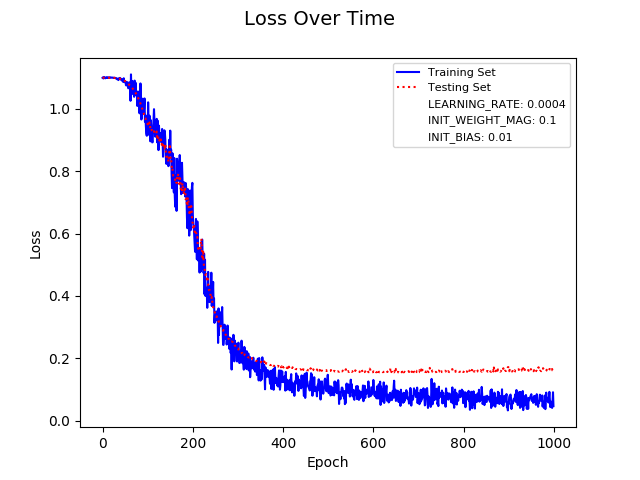 Loss Over Time
Training Set
Testing Set
LEARNING_RATE: 0.0004
INIT_WEIGHT_MAG: 0.1
INIT_BIAS: 0.01
1.0
0.8
0.6
0.4
0.2
0.0
Loss
0 200 400 600 800 1000
Epoch